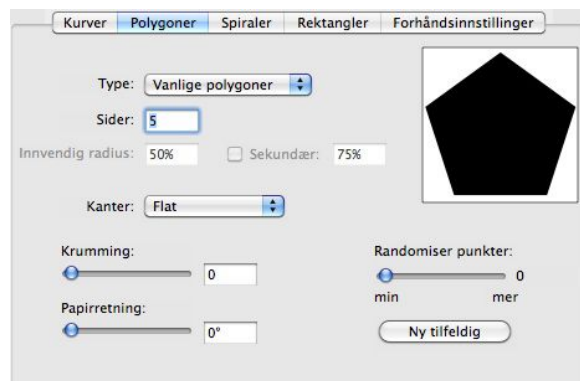 Kurver Polygoner Spiraler Rektangler Forhåndsinnstillinger
Type: Vanlige polygoner
Sider: 5
Innvendig radius: 50% Sekundær: 75%
Kanter: Flat
Krumming:
0
Papirretning:
0°
Randomiser punkter:
0
min mer
Ny tilfeldig